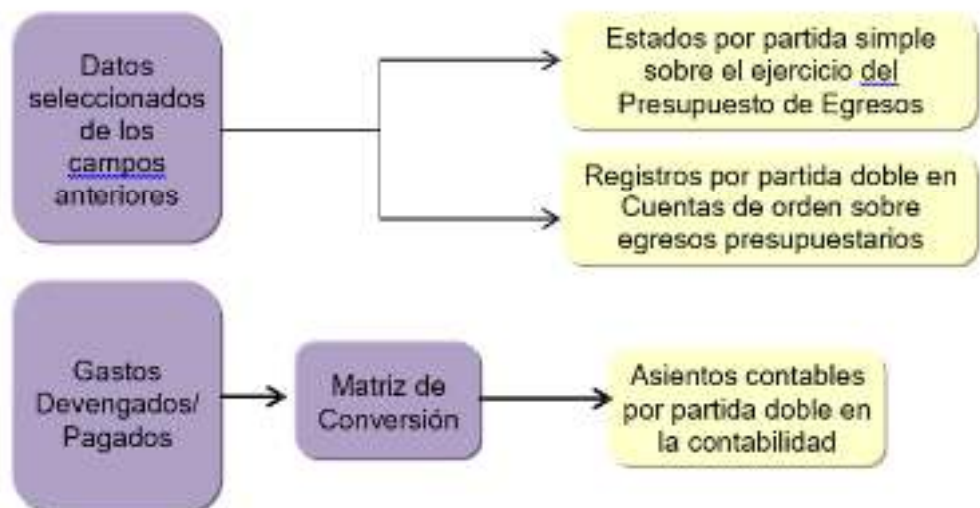 Datos
seleccionados
de los
campos
anteriores
Estados por partida simple
sobre el ejercicio del
Presupuesto de Egresos
Registros por partida doble en
Cuentas de orden sobre
egresos presupuestarios
Gastos
Devengados/
Pagados
Matriz de
Conversión
Asientos contables
por partida doble en
la contabilidad